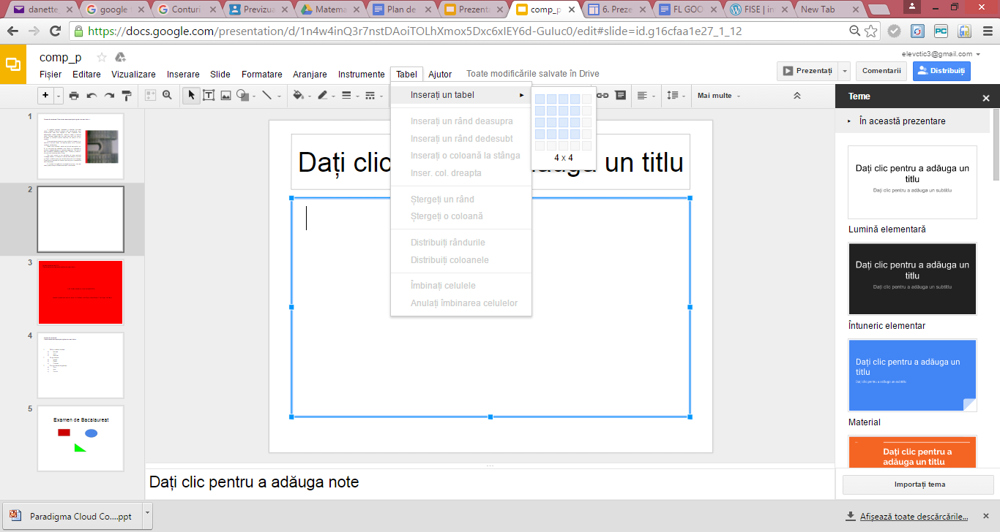 danette
google
Conturi
Previzua
Matema
Plan de
Prezent
comp_p
6. Preze
FL GOO
FISE | in
New Tab
https://docs.google.com/presentation/d/1n4w4inQ3r7nstDAoiTOLhXmox5Dxc6xIEY6d-GuIuc0/edit#slide=id.g16cfaa1e27_1_12
PC
comp_p
elevctic3@gmail.com
Fișier Editare Vizualizare Inserare Slide Formatare Aranjare Instrumente Tabel Ajutor Toate modificările salvate în Drive
Prezentați
Comentarii
Distribuiți
Mai multe
Inserați un tabel
Inserați un rând deasupra
Inserați un rând dedesubt
Inserați o coloană la stânga
Inser. col. dreapta
Ștergeți un rând
Ștergeți o coloană
Distribuiți rândurile
Distribuiți coloanele
Îmbinați celulele
Anulați îmbinarea celulelor
4 x 4
1
2
3
4
5
Examen de Bacalaureat
Dați clic
adăuga un titlu
Dați clic pentru a adăuga note
Teme
În această prezentare
Dați clic pentru a adăuga un
titlu
Dați clic pentru a adăuga un subtitlu
Lumină elementară
Dați clic pentru a adăuga un
titlu
Dați clic pentru a adăuga un subtitlu
Întuneric elementar
Dați clic pentru a adăuga un
titlu
Dați clic pentru a adăuga un subtitlu
Material
Dați clic pentru a
adăuga un titlu
Importați tema
Paradigma Cloud Co....ppt
Afișează toate descărcările...